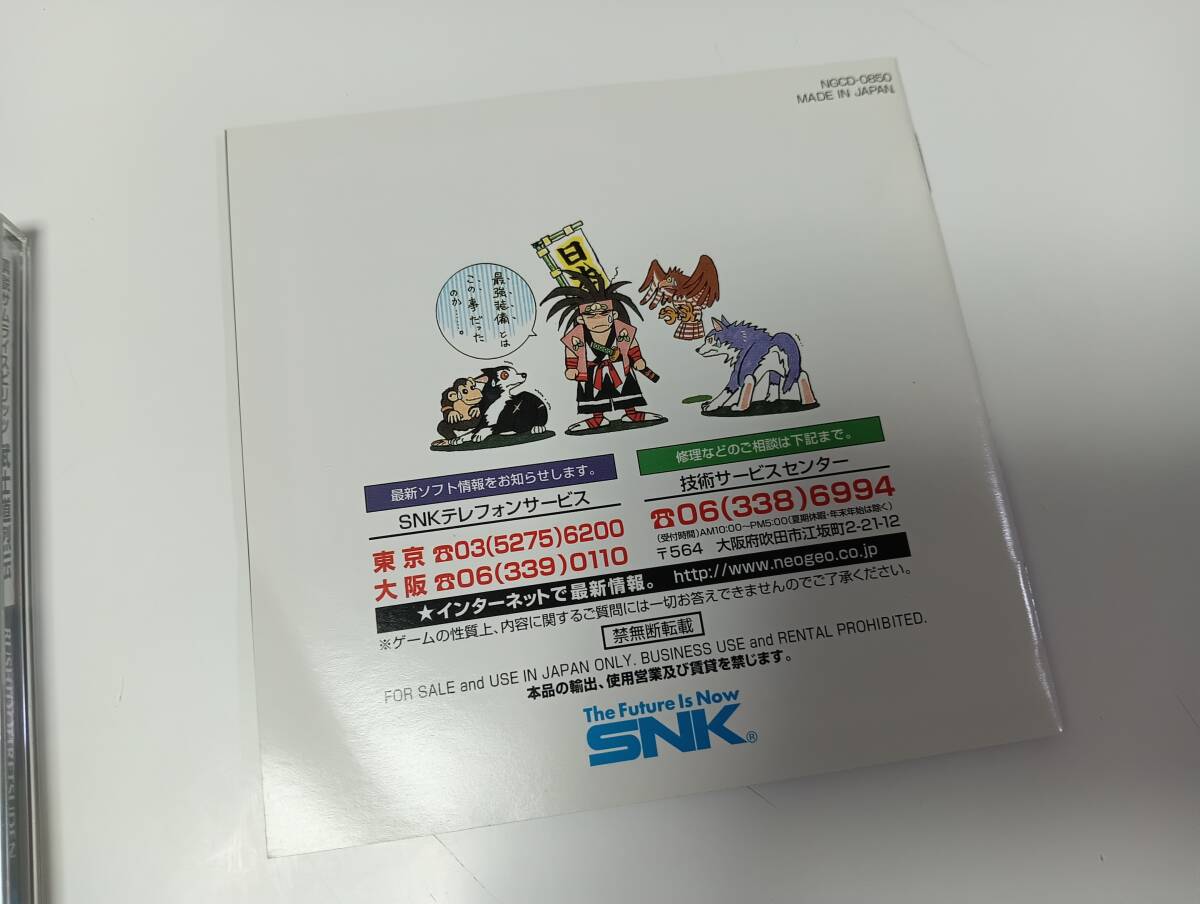 NGCD-0850
MADE IN JAPAN
最強装備とは
この事だった
のか……。
最新ソフト情報をお知らせします。
SNKテレフォンサービス
東京☎03(5275)6200
大阪☎06(339)0110
修理などのご相談は下記まで。
技術サービスセンター
☎06(338)6994
(受付時間)AM10:00〜PM5:00(夏期休暇・年末年始は除く)
〒564 大阪府吹田市江坂町2-21-12
★インターネットで最新情報。 http://www.neogeo.co.jp
※ゲームの性質上、内容に関するご質問には一切お答えできませんのでご了承ください。
禁無断転載
FOR SALE and USE IN JAPAN ONLY. BUSINESS USE and RENTAL PROHIBITED.
本品の輸出、使用営業及び賃貸を禁じます。
The Future Is Now
SNK®